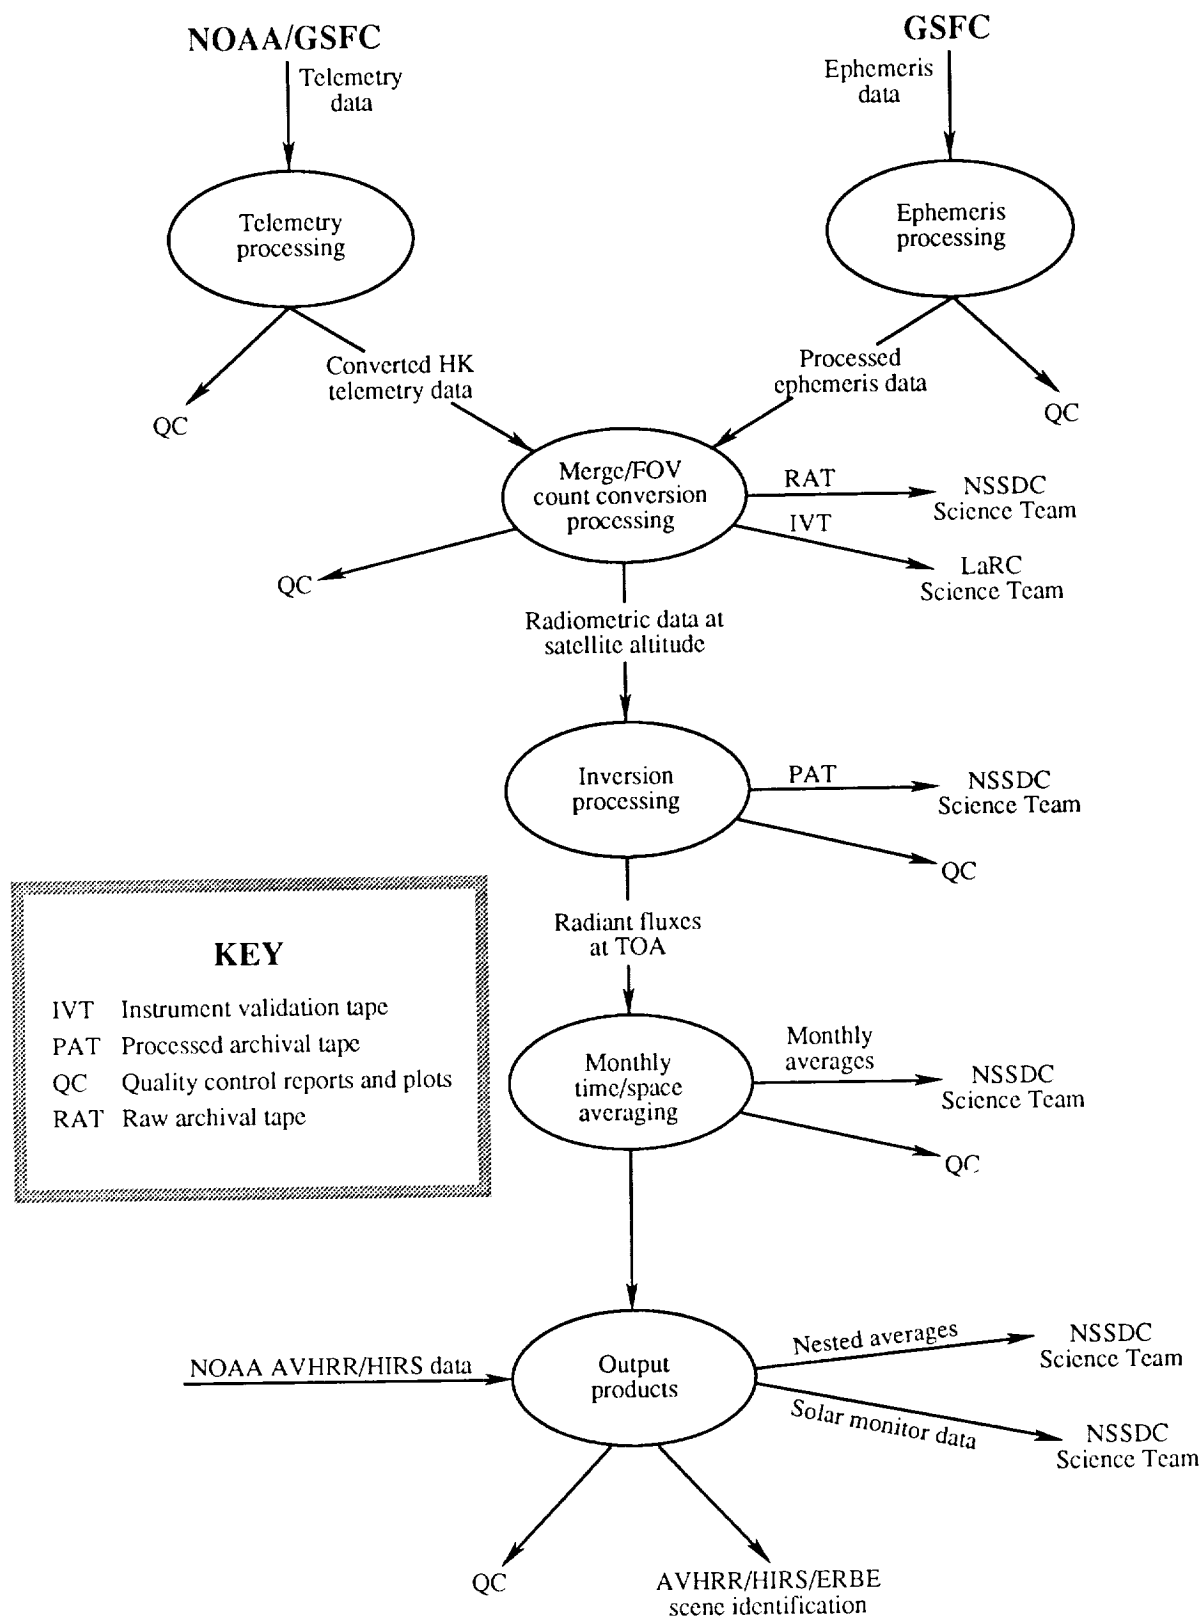 NOAA/GSFC
GSFC
Telemetry
data
Ephemeris
data
Telemetry
processing
Ephemeris
processing
Converted HK
telemetry data
Processed
ephemeris data
QC
QC
Merge/FOV
count conversion
processing
RAT
NSSDC
Science Team
IVT
LaRC
Science Team
QC
Radiometric data at
satellite altitude
Inversion
processing
PAT
NSSDC
Science Team
QC
Radiant fluxes
at TOA
KEY
IVT Instrument validation tape
PAT Processed archival tape
QC Quality control reports and plots
RAT Raw archival tape
Monthly
time/space
averaging
Monthly
averages
NSSDC
Science Team
QC
NOAA AVHRR/HIRS data
Output
products
Nested averages
NSSDC
Science Team
Solar monitor data
NSSDC
Science Team
QC
AVHRR/HIRS/ERBE
scene identification